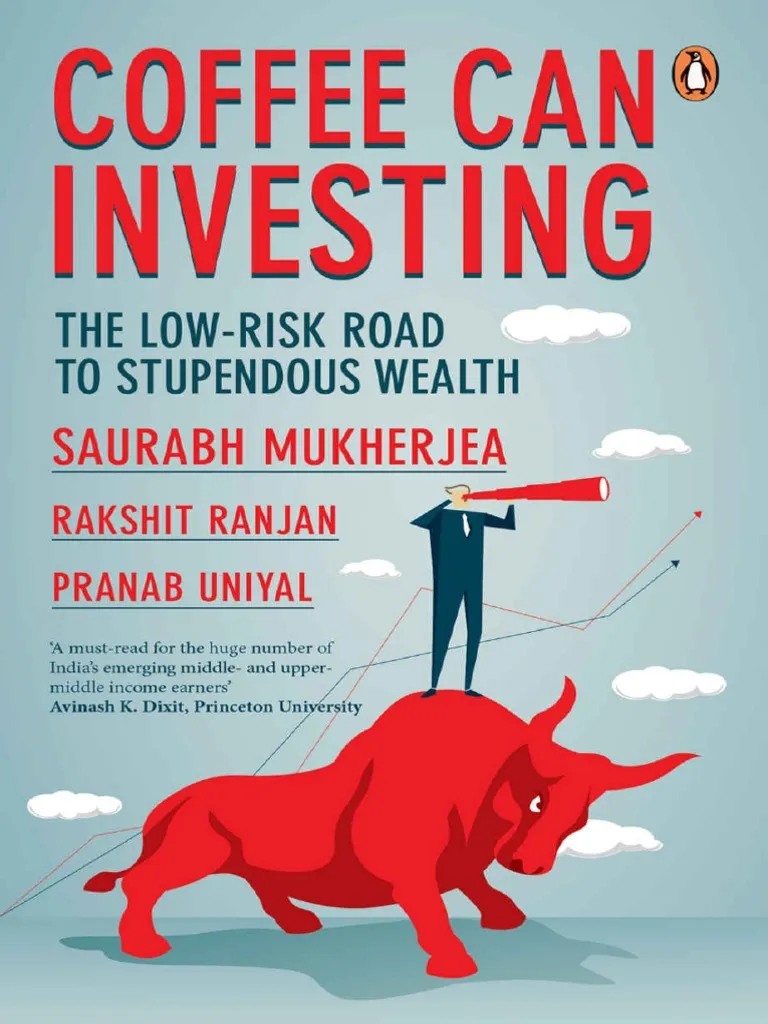 COFFEE CAN
INVESTING
THE LOW-RISK ROAD
TO STUPENDOUS WEALTH
SAURABH MUKHERJEA
RAKSHIT RANJAN
PRANAB UNIYAL
‘A must-read for the huge number of
India’s emerging middle- and upper-
middle income earners’
Avinash K. Dixit, Princeton University